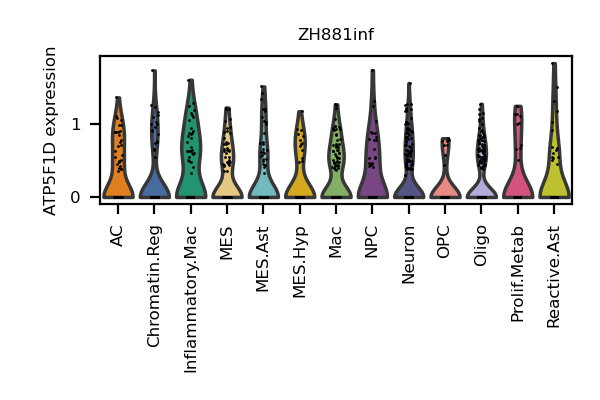 ZH881inf
ATP5F1D expression
1
0
AC
Chromatin.Reg
Inflammatory.Mac
MES
MES.Ast
MES.Hyp
Mac
NPC
Neuron
OPC
Oligo
Prolif.Metab
Reactive.Ast